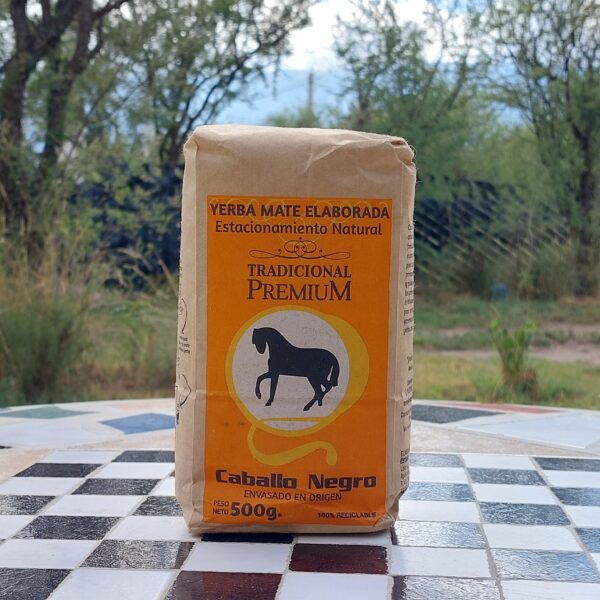 YERBA MATE ELABORADA
Estacionamiento Natural
TRADICIONAL
PREMIUM
Caballo Negro
ENVASADO EN ORIGEN
PESO
NETO 500g.
100% RECICLABLE